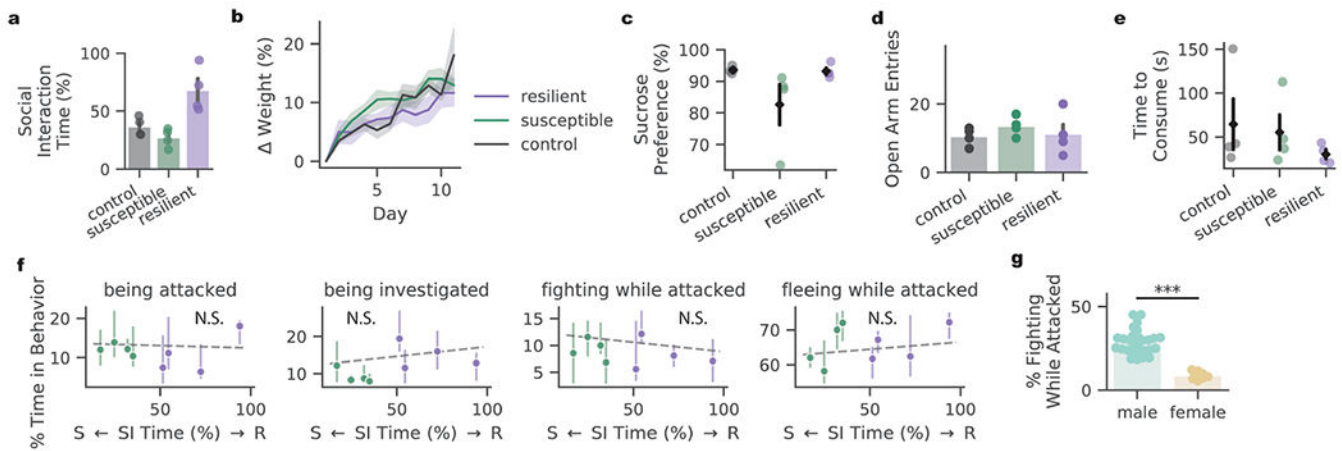 a
Social
Interaction
Time (%)
100
50
0
control
susceptible
resilient
b
Δ Weight (%)
20
10
0
5
10
Day
resilient
susceptible
control
c
Sucrose
Preference (%)
100
90
80
70
control
susceptible
resilient
d
Open Arm Entries
20
0
control
susceptible
resilient
e
Time to
Consume (s)
150
100
50
control
susceptible
resilient
f
% Time in Behavior
being attacked
N.S.
20
10
50
100
S ← SI Time (%) → R
being investigated
N.S.
20
10
50
100
S ← SI Time (%) → R
fighting while attacked
N.S.
15
10
5
50
100
S ← SI Time (%) → R
fleeing while attacked
N.S.
70
60
50
100
S ← SI Time (%) → R
g
% Fighting
While Attacked
***
50
0
male
female